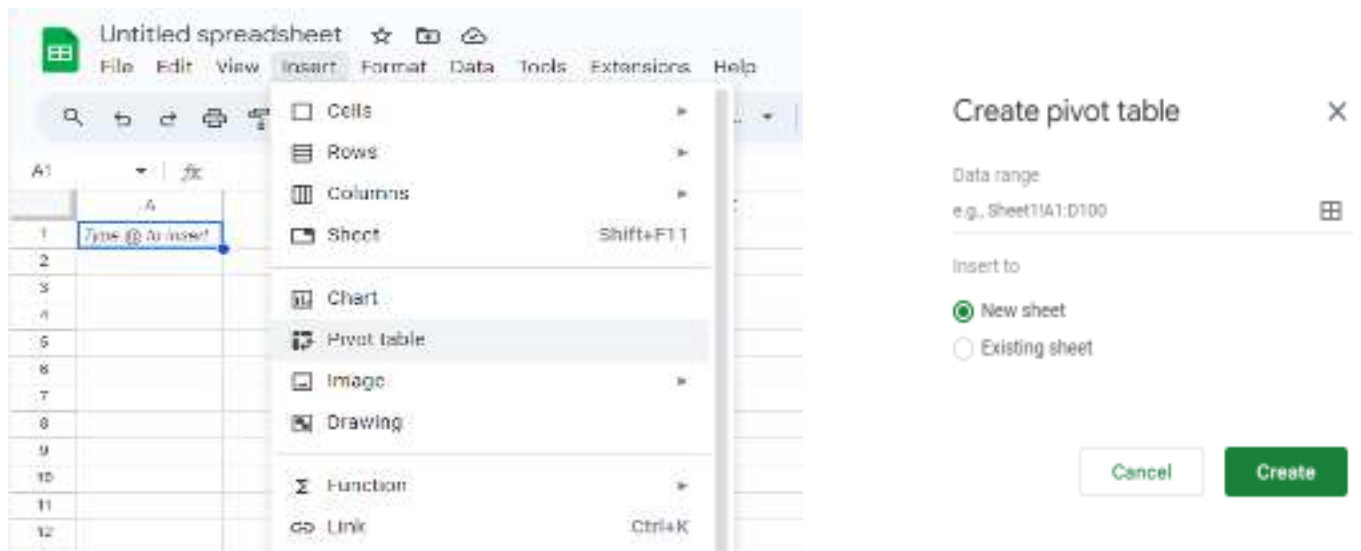 Untitled spreadsheet
File Edit View Insert Format Data Tools Extensions Help
A1 fx
A
1 Type @ to insert
2
3
4
5
6
7
8
9
10
11
12
Cells
Rows
Columns
Sheet Shift+F11
Chart
Pivot table
Image
Drawing
Σ Function
Link Ctrl+K
Create pivot table
Data range
e.g., Sheet1!A1:D100
Insert to
New sheet
Existing sheet
Cancel Create